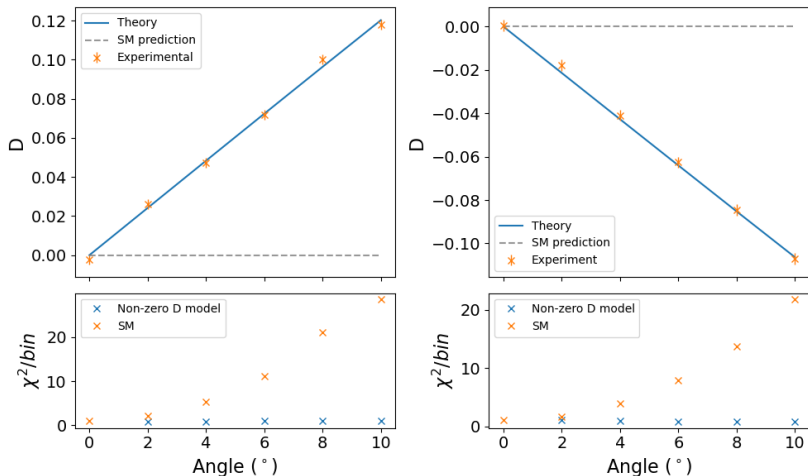 0.12
0.10
0.08
0.06
0.04
0.02
0.00
D
Theory
SM prediction
Experimental
0.00
−0.02
−0.04
−0.06
−0.08
−0.10
D
Theory
SM prediction
Experiment
20
0
χ²/bin
Non-zero D model
SM
0 2 4 6 8 10
Angle (°)
20
10
0
χ²/bin
Non-zero D model
SM
0 2 4 6 8 10
Angle (°)